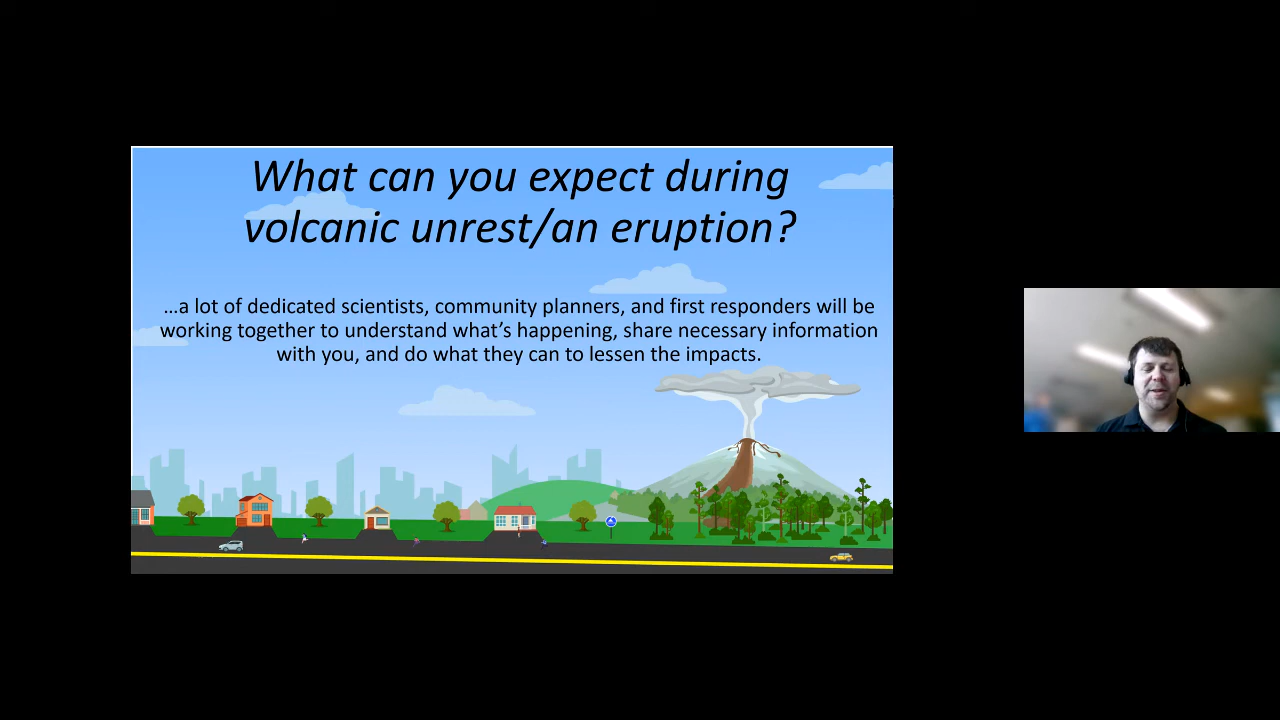 What can you expect during
volcanic unrest/an eruption?
…a lot of dedicated scientists, community planners, and first responders will be
working together to understand what’s happening, share necessary information
with you, and do what they can to lessen the impacts.